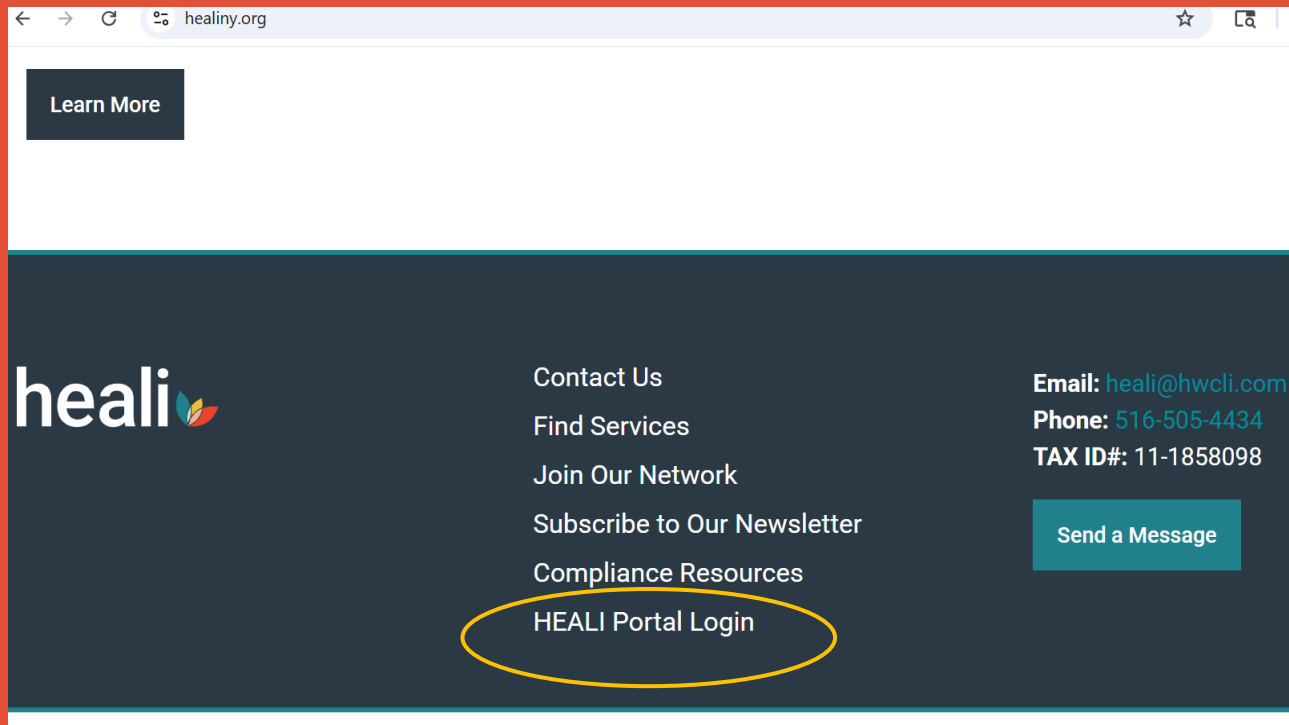 healiny.org
Learn More
heali
Contact Us
Find Services
Join Our Network
Subscribe to Our Newsletter
Compliance Resources
HEALI Portal Login
Email: heali@hwcli.com
Phone: 516-505-4434
TAX ID#: 11-1858098
Send a Message